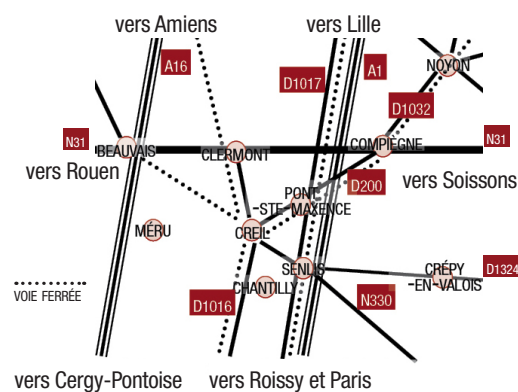 vers Amiens
vers Lille
A16
D1017
A1
NOYON
D1032
N31
BEAUVAIS
CLERMONT
COMPIÈGNE
N31
vers Rouen
D200
vers Soissons
PONT
-STE-MAXENCE
MÉRU
CREIL
SENLIS
CRÉPY
-EN-VALOIS
D1324
VOIE FERRÉE
D1016
CHANTILLY
N330
vers Cergy-Pontoise
vers Roissy et Paris